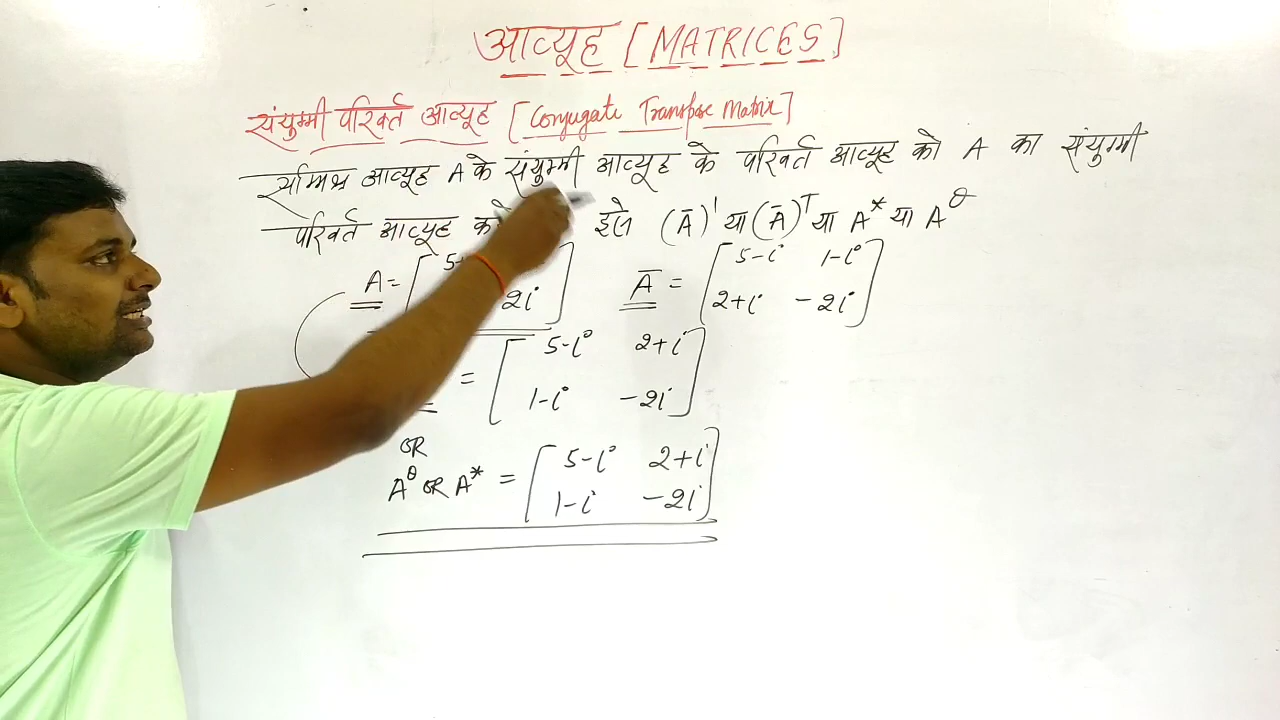 आव्यूह [MATRICES]
संयुग्मी परिवर्त आव्यूह [Conjugate Transpose Matrix]
सम्मिश्र आव्यूह A के संयुग्मी आव्यूह के परिवर्त आव्यूह को A का संयुग्मी
परिवर्त आव्यूह इसे (Ā)' या (Ā)ᵀ या A* या A^θ
A = [ 5- 2i ] Ā = [ 5-i 1-i
2+i -2i ]
= [ 5-i 2+i
1-i -2i ]
OR
A^θ OR A* = [ 5-i 2+i
1-i -2i ]